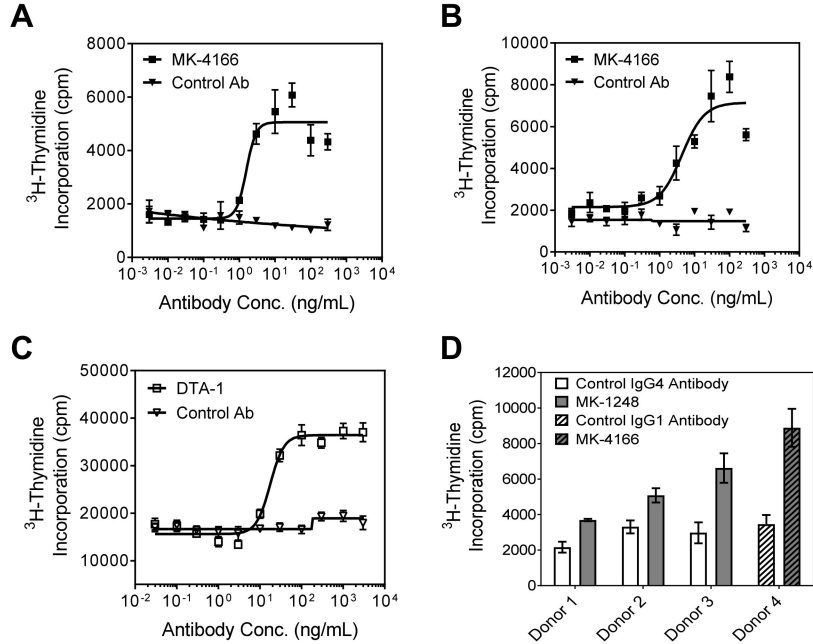 A
8000
6000
4000
2000
0
³H-Thymidine
Incorporation (cpm)
MK-4166
Control Ab
10⁻³ 10⁻² 10⁻¹ 10⁰ 10¹ 10² 10³ 10⁴
Antibody Conc. (ng/mL)
B
10000
8000
6000
4000
2000
0
³H-Thymidine
Incorporation (cpm)
MK-4166
Control Ab
10⁻³ 10⁻² 10⁻¹ 10⁰ 10¹ 10² 10³ 10⁴
Antibody Conc. (ng/mL)
C
50000
40000
30000
20000
10000
³H-Thymidine
Incorporation (cpm)
DTA-1
Control Ab
10⁻² 10⁻¹ 10⁰ 10¹ 10² 10³ 10⁴
Antibody Conc. (ng/mL)
D
12000
10000
8000
6000
4000
2000
0
³H-Thymidine
Incorporation (cpm)
Control IgG4 Antibody
MK-1248
Control IgG1 Antibody
MK-4166
Donor 1
Donor 2
Donor 3
Donor 4